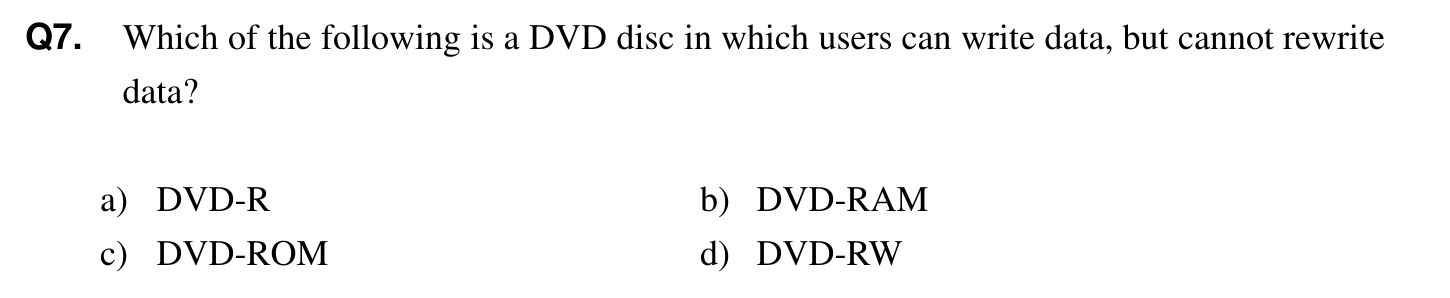 Q7. Which of the following is a DVD disc in which users can write data, but cannot rewrite
data?
a) DVD-R b) DVD-RAM
c) DVD-ROM d) DVD-RW